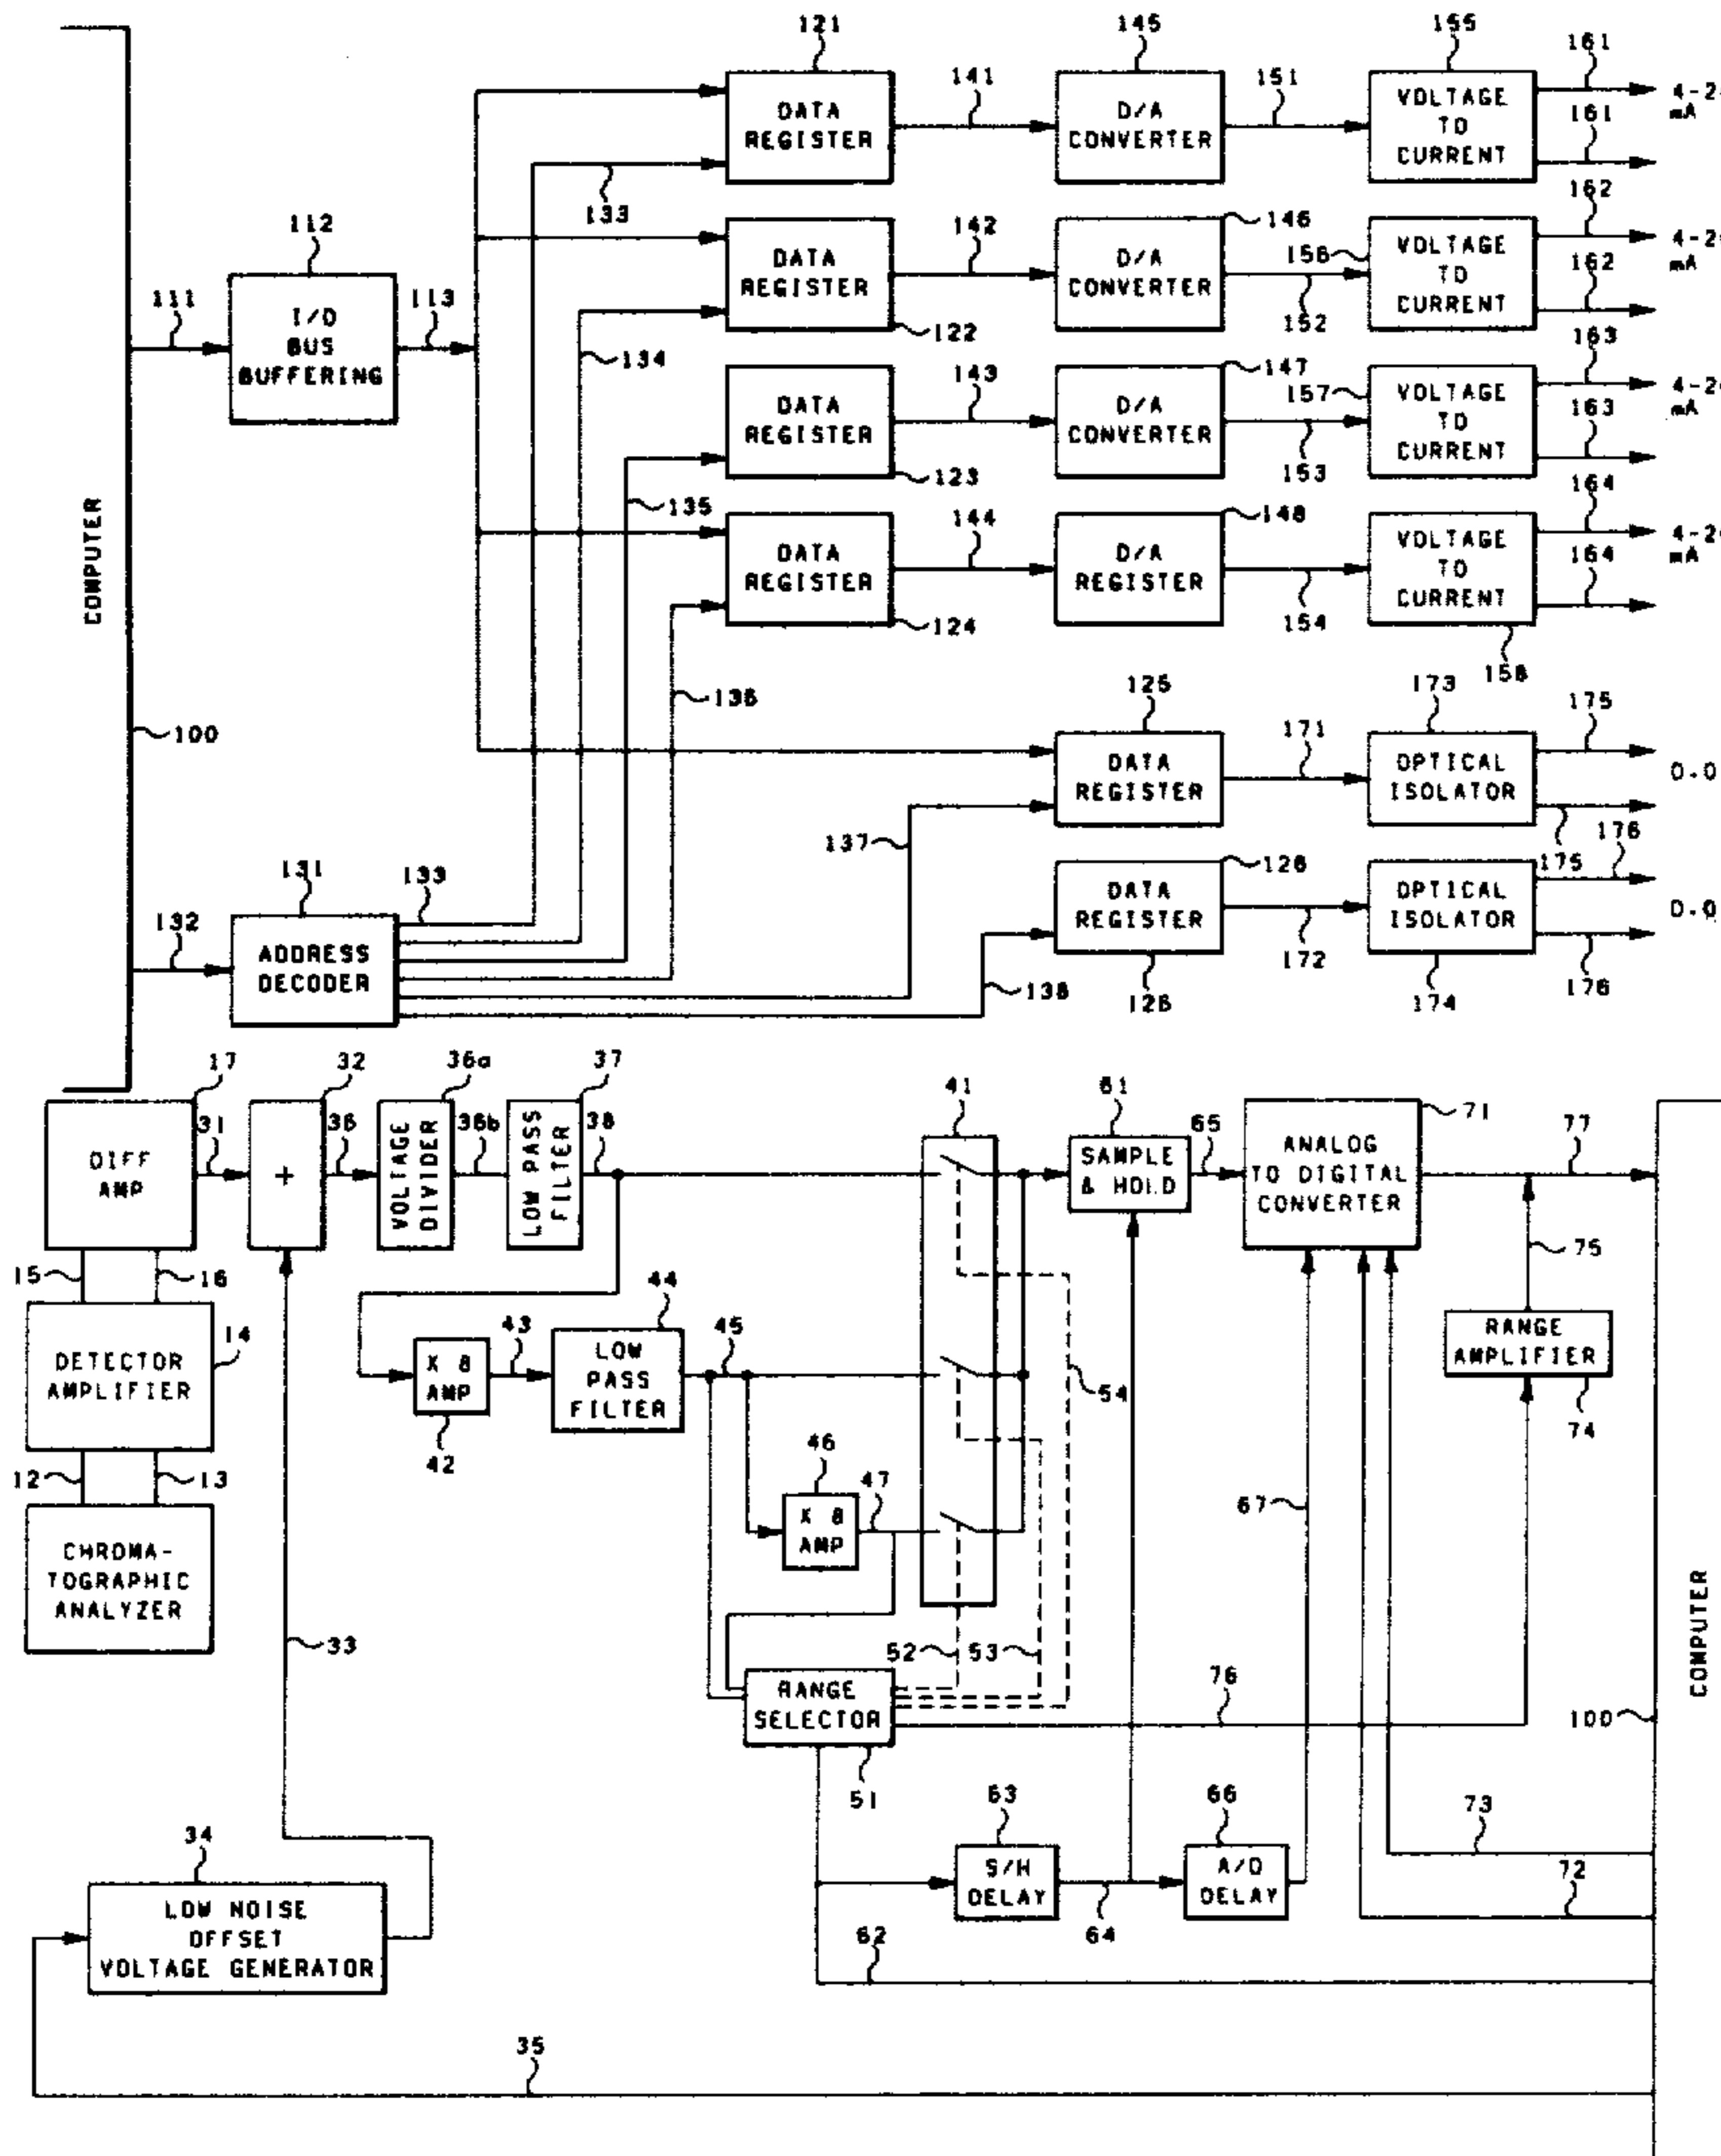 121
145
155
161
141
151
DATA
REGISTER
D/A
CONVERTER
VOLTAGE
TO
CURRENT
4-2
mA
161
133
112
142
146
162
DATA
REGISTER
D/A
CONVERTER
156
VOLTAGE
TO
CURRENT
4-2
mA
162
111
113
I/O
BUS
BUFFERING
122
152
134
143
147
163
DATA
REGISTER
D/A
CONVERTER
157
VOLTAGE
TO
CURRENT
4-2
mA
163
123
153
135
144
148
164
COMPUTER
DATA
REGISTER
D/A
REGISTER
VOLTAGE
TO
CURRENT
4-2
mA
164
124
154
158
136
100
125
173
175
171
DATA
REGISTER
OPTICAL
ISOLATOR
D.O
137
175
176
131
133
126
132
ADDRESS
DECODER
DATA
REGISTER
OPTICAL
ISOLATOR
D.O
172
138
126
174
176
17
32
36a
37
41
61
71
31
36
36b
38
65
77
DIFF
AMP
+
VOLTAGE
DIVIDER
LOW PASS
FILTER
SAMPLE
& HOLD
ANALOG
TO DIGITAL
CONVERTER
15
16
75
14
44
43
45
DETECTOR
AMPLIFIER
X 8
AMP
LOW
PASS
FILTER
54
RANGE
AMPLIFIER
42
46
74
12
13
47
67
CHROMA-
TOGRAPHIC
ANALYZER
X 8
AMP
COMPUTER
33
52
53
RANGE
SELECTOR
76
100
51
63
66
73
34
S/H
DELAY
A/D
DELAY
72
LOW NOISE
OFFSET
VOLTAGE GENERATOR
64
62
35